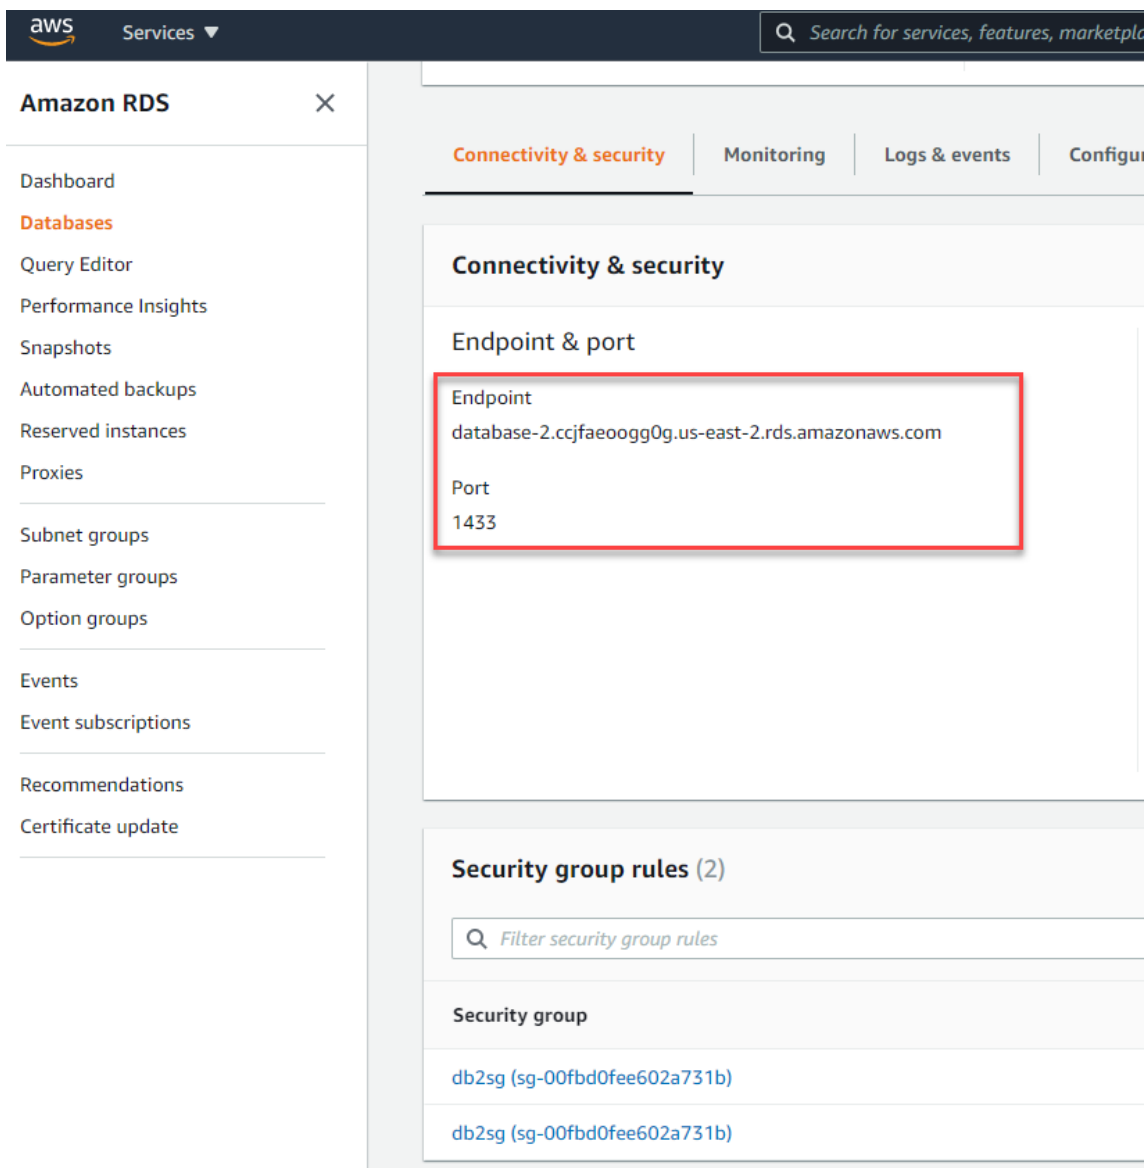 aws Services ▼ Search for services, features, marketpla
Amazon RDS
Dashboard
Databases
Query Editor
Performance Insights
Snapshots
Automated backups
Reserved instances
Proxies
Subnet groups
Parameter groups
Option groups
Events
Event subscriptions
Recommendations
Certificate update
Connectivity & security Monitoring Logs & events Configur
Connectivity & security
Endpoint & port
Endpoint
database-2.ccjfaeoogg0g.us-east-2.rds.amazonaws.com
Port
1433
Security group rules (2)
Filter security group rules
Security group
db2sg (sg-00fbd0fee602a731b)
db2sg (sg-00fbd0fee602a731b)